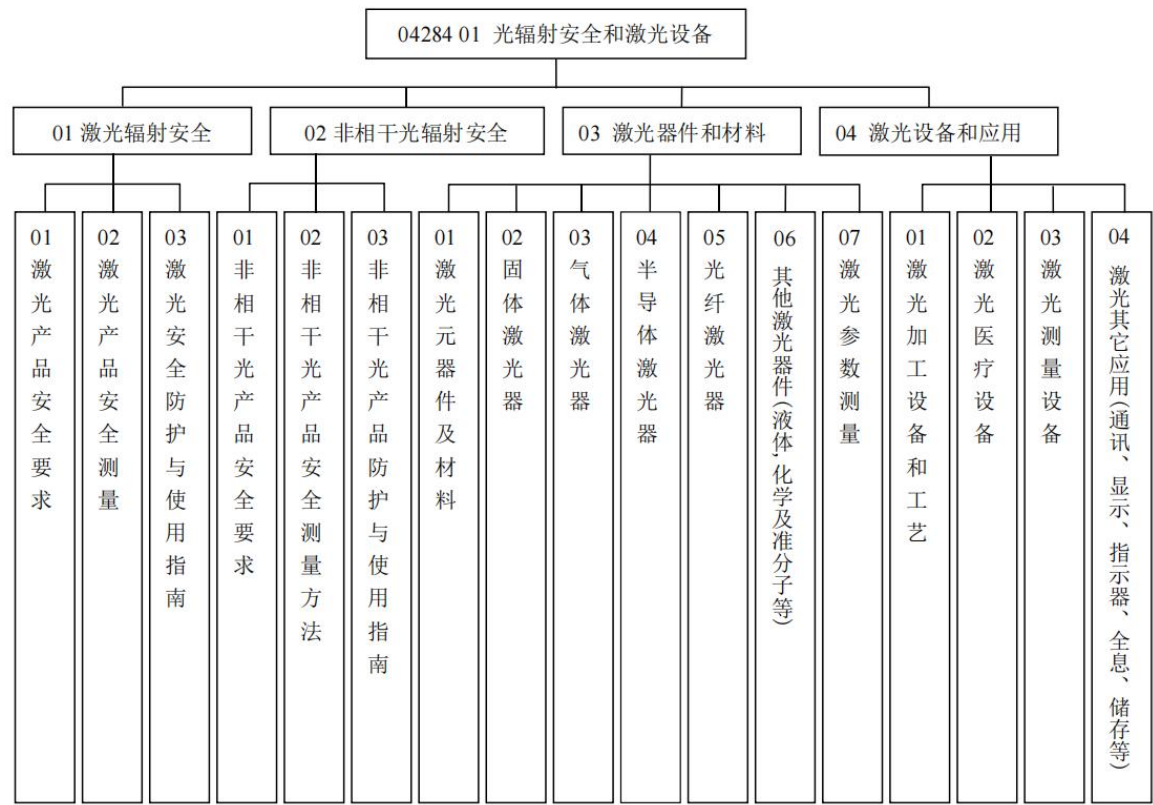 04284 01 光辐射安全和激光设备
01 激光辐射安全
02 非相干光辐射安全
03 激光器件和材料
04 激光设备和应用
01 激光产品安全要求
02 激光产品安全测量
03 激光安全防护与使用指南
01 非相干光产品安全要求
02 非相干光产品安全测量方法
03 非相干光产品防护与使用指南
01 激光元器件及材料
02 固体激光器
03 气体激光器
04 半导体激光器
05 光纤激光器
06 其他激光器件(液体,化学及准分子等)
07 激光参数测量
01 激光加工设备和工艺
02 激光医疗设备
03 激光测量设备
04 激光其它应用(通讯、显示、指示器、全息、储存等)